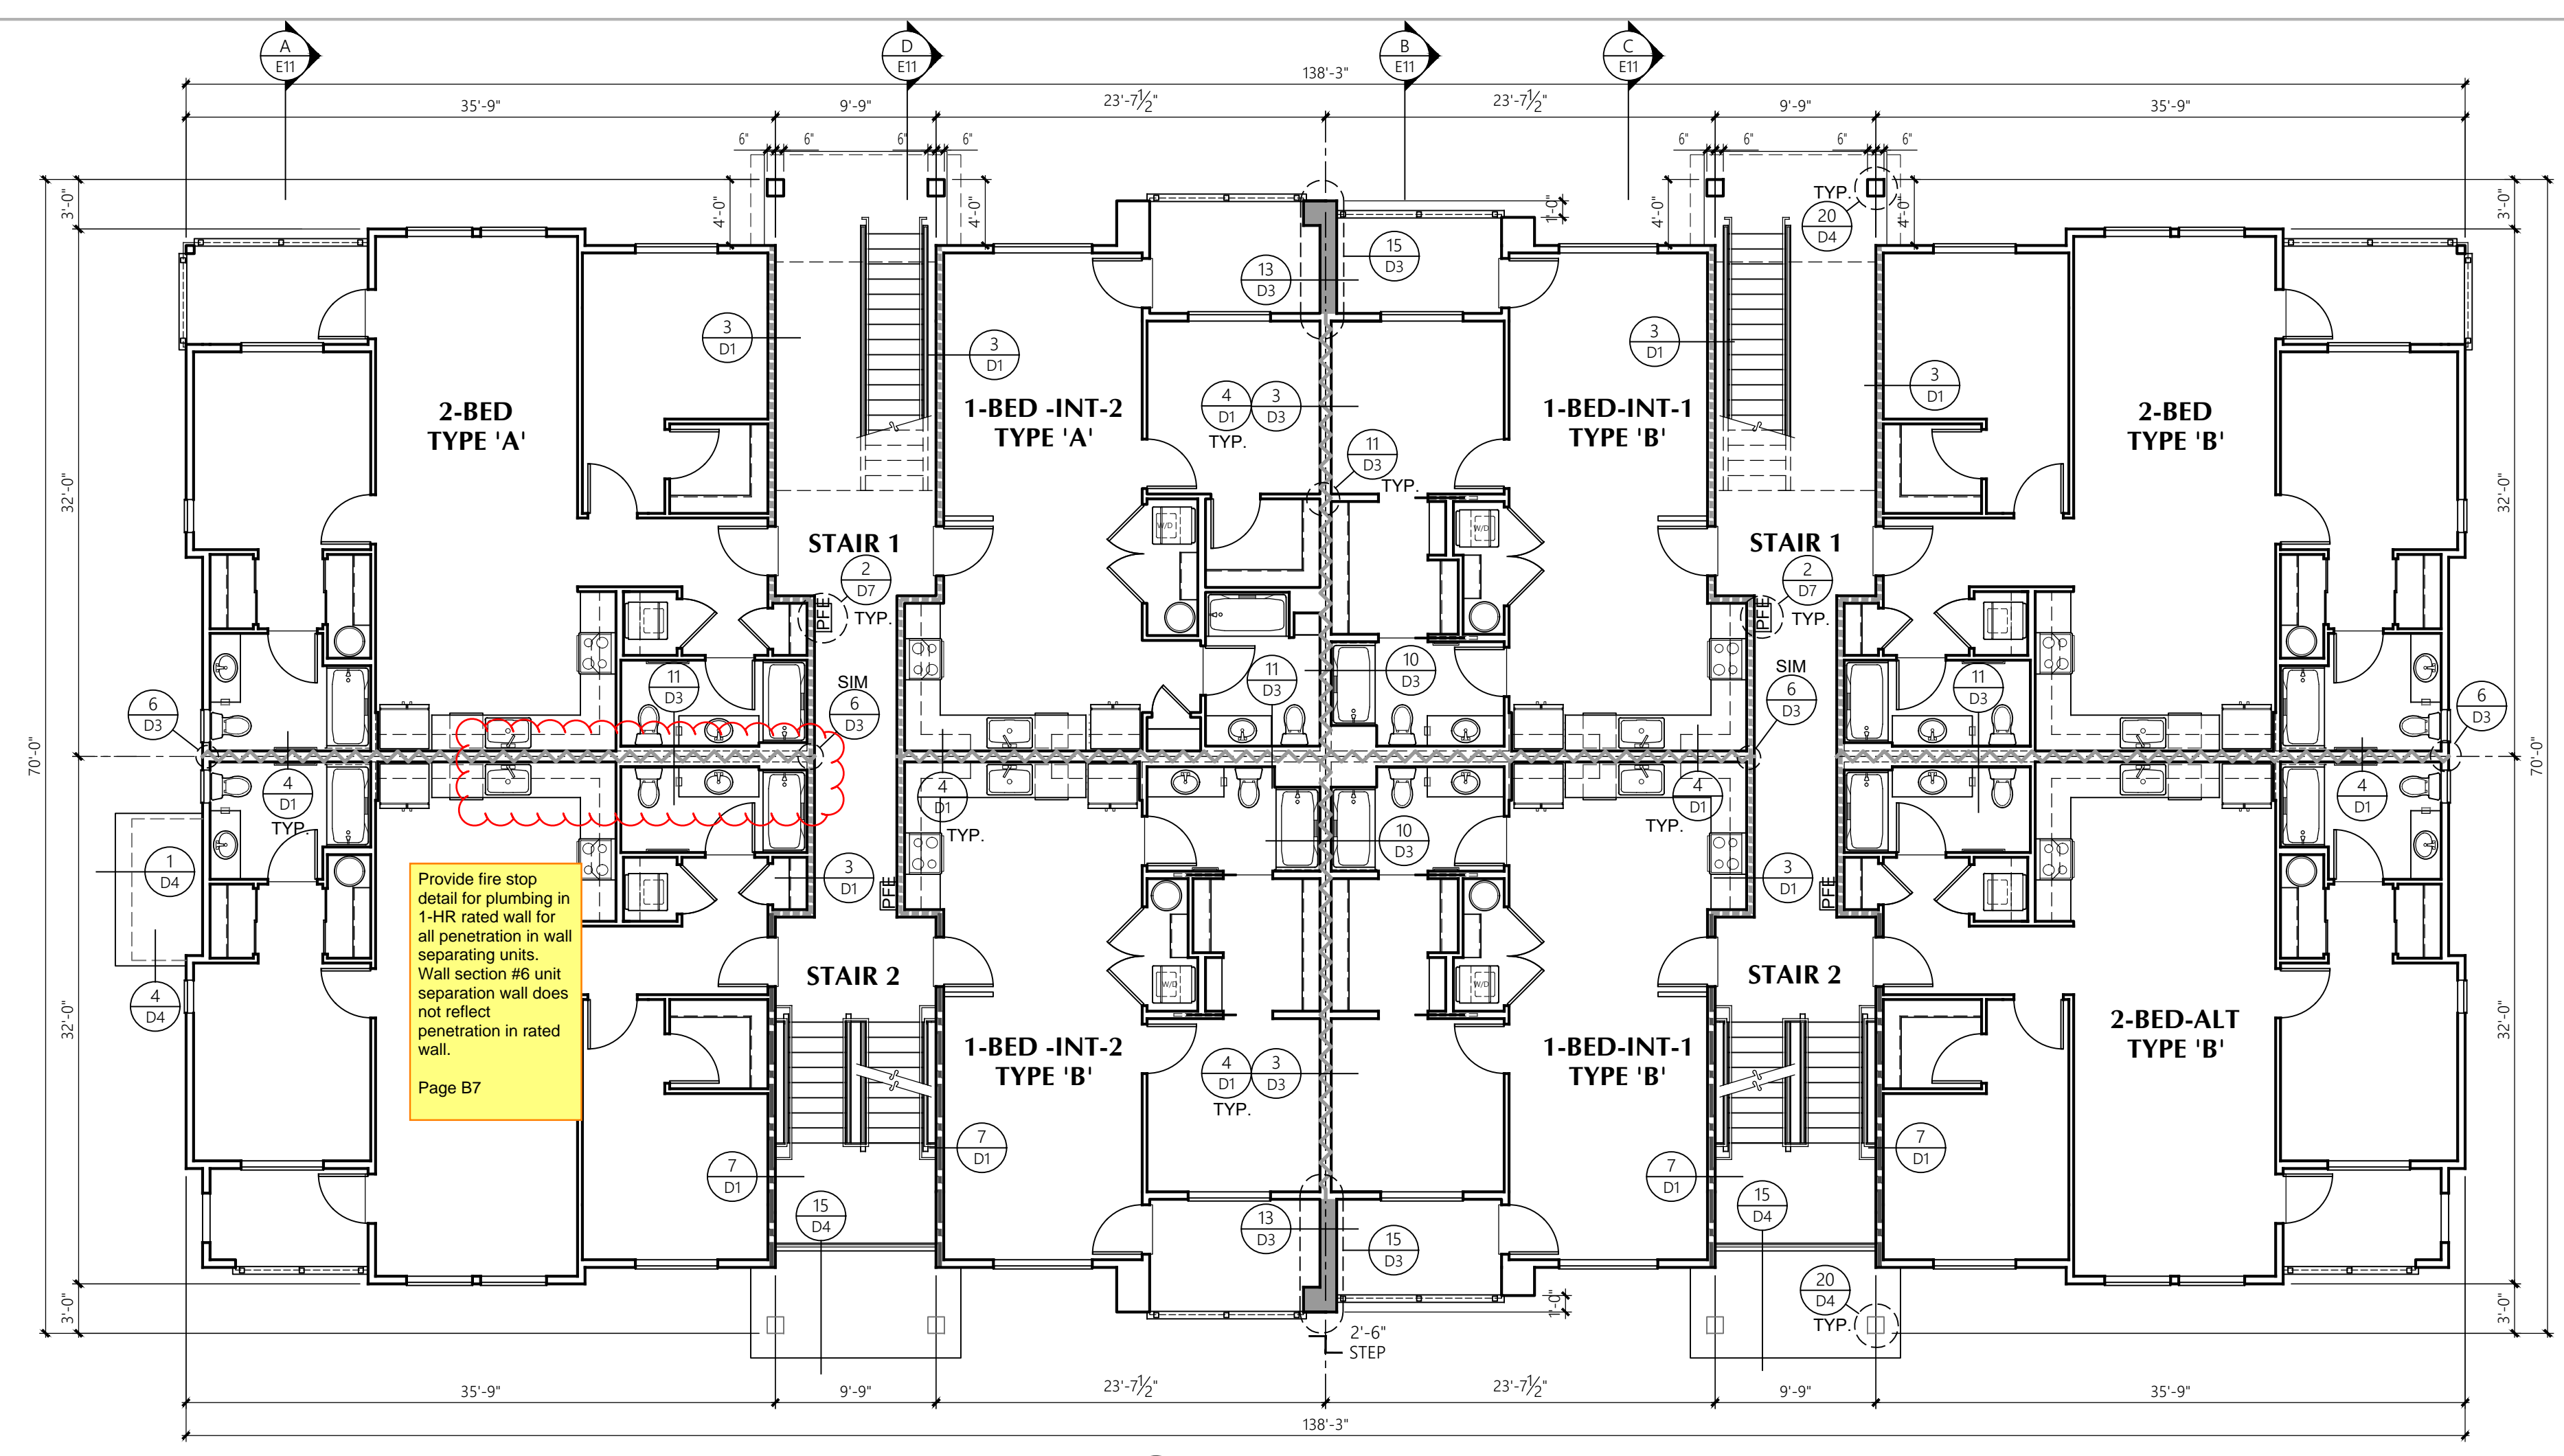 A
E11
D
E11
B
E11
C
E11
138'-3"
35'-9"
9'-9"
23'-7½"
23'-7½"
9'-9"
35'-9"
6"
6"
6"
6"
6"
6"
6"
6"
3'-0"
4'-0"
4'-0"
1'-0"
4'-0"
TYP.
20
D4
4'-0"
3'-0"
13
D3
15
D3
3
D1
3
D1
3
D1
3
D1
2-BED
TYPE 'A'
1-BED -INT-2
TYPE 'A'
4
D1
3
D3
TYP.
11
D3
TYP.
1-BED-INT-1
TYPE 'B'
2-BED
TYPE 'B'
32'-0"
32'-0"
W/D
W/D
STAIR 1
STAIR 1
2
D7
TYP.
PFE
2
D7
TYP.
PFE
6
D3
11
D3
SIM
6
D3
11
D3
10
D3
SIM
6
D3
11
D3
6
D3
70'-0"
70'-0"
4
D1
TYP.
4
D1
TYP.
4
D1
TYP.
4
D1
1
D4
10
D3
3
D1
PFE
3
D1
PFE
Provide fire stop
detail for plumbing in
1-HR rated wall for
all penetration in wall
separating units.
Wall section #6 unit
separation wall does
not reflect
penetration in rated
wall.
Page B7
4
D4
STAIR 2
W/D
W/D
STAIR 2
32'-0"
32'-0"
1-BED -INT-2
TYPE 'B'
4
D1
3
D3
TYP.
1-BED-INT-1
TYPE 'B'
2-BED-ALT
TYPE 'B'
7
D1
7
D1
7
D1
7
D1
15
D4
15
D4
13
D3
15
D3
20
D4
TYP.
3'-0"
1'-0"
3'-0"
2'-6"
STEP
35'-9"
9'-9"
23'-7½"
23'-7½"
9'-9"
35'-9"
138'-3"